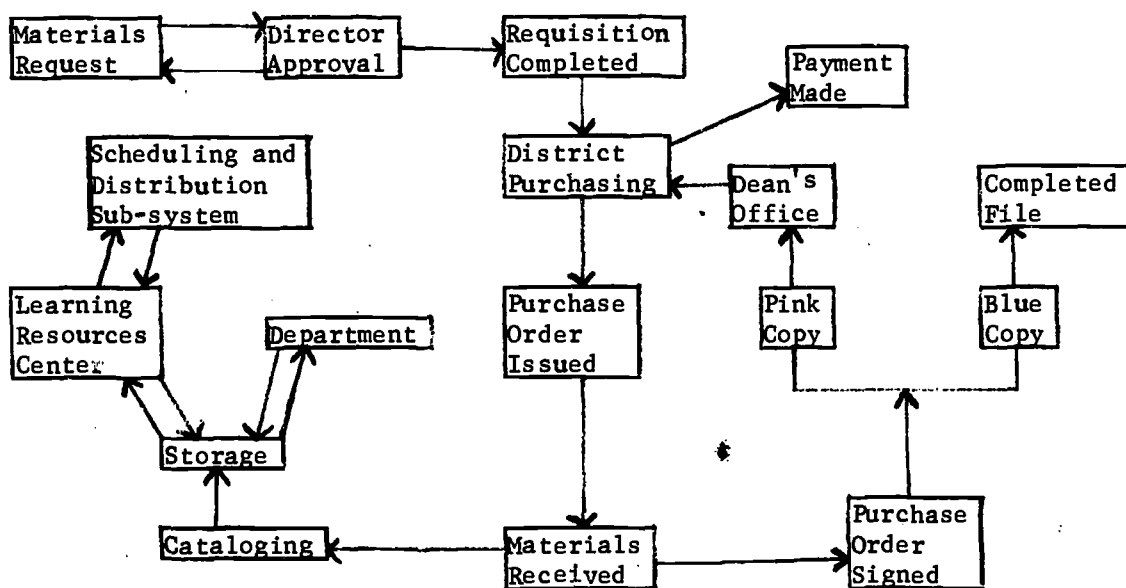 Materials
Request
Director
Approval
Requisition
Completed
Payment
Made
Scheduling and
Distribution
Sub-system
District
Purchasing
Dean's
Office
Completed
File
Learning
Resources
Center
Department
Purchase
Order
Issued
Pink
Copy
Blue
Copy
Storage
Cataloging
Materials
Received
Purchase
Order
Signed